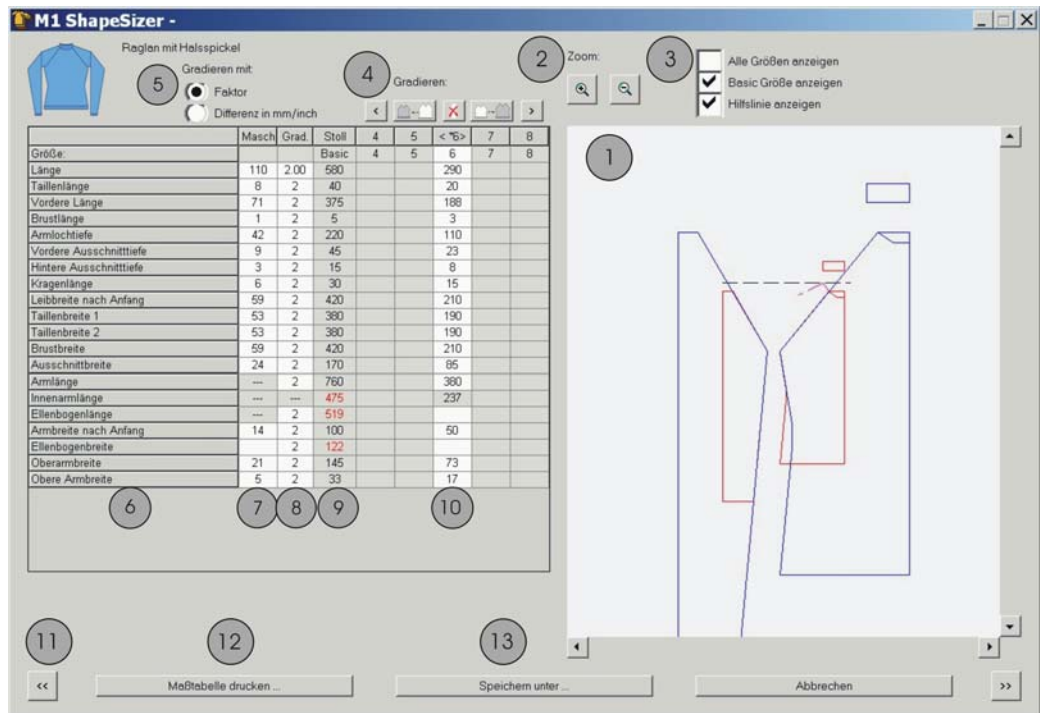 M1 ShapeSizer -
Raglan mit Halsspickel
Gradieren mit:
5
Faktor
Differenz in mm/inch
4
Gradieren:
<
>
2
Zoom:
3
Alle Größen anzeigen
Basic Größe anzeigen
Hilfslinie anzeigen
1
Masch Grad. Stoll 4 5 < *6> 7 8
Größe: Basic 4 5 6 7 8
Länge 110 2.00 580 290
Taillenlänge 8 2 40 20
Vordere Länge 71 2 375 188
Brustlänge 1 2 5 3
Armlochtiefe 42 2 220 110
Vordere Ausschnitttiefe 9 2 45 23
Hintere Ausschnitttiefe 3 2 15 8
Kragenlänge 6 2 30 15
Leibbreite nach Anfang 59 2 420 210
Taillenbreite 1 53 2 380 190
Taillenbreite 2 53 2 380 190
Brustbreite 59 2 420 210
Ausschnittbreite 24 2 170 85
Armlänge --- 2 760 380
Innenarmlänge --- --- 475 237
Ellenbogenlänge --- 2 519
Armbreite nach Anfang 14 2 100 50
Ellenbogenbreite 2 122
Oberarmbreite 21 2 145 73
Obere Armbreite 5 2 33 17
6 7 8 9 10
11 12 13
<< Maßtabelle drucken ... Speichern unter ... Abbrechen >>